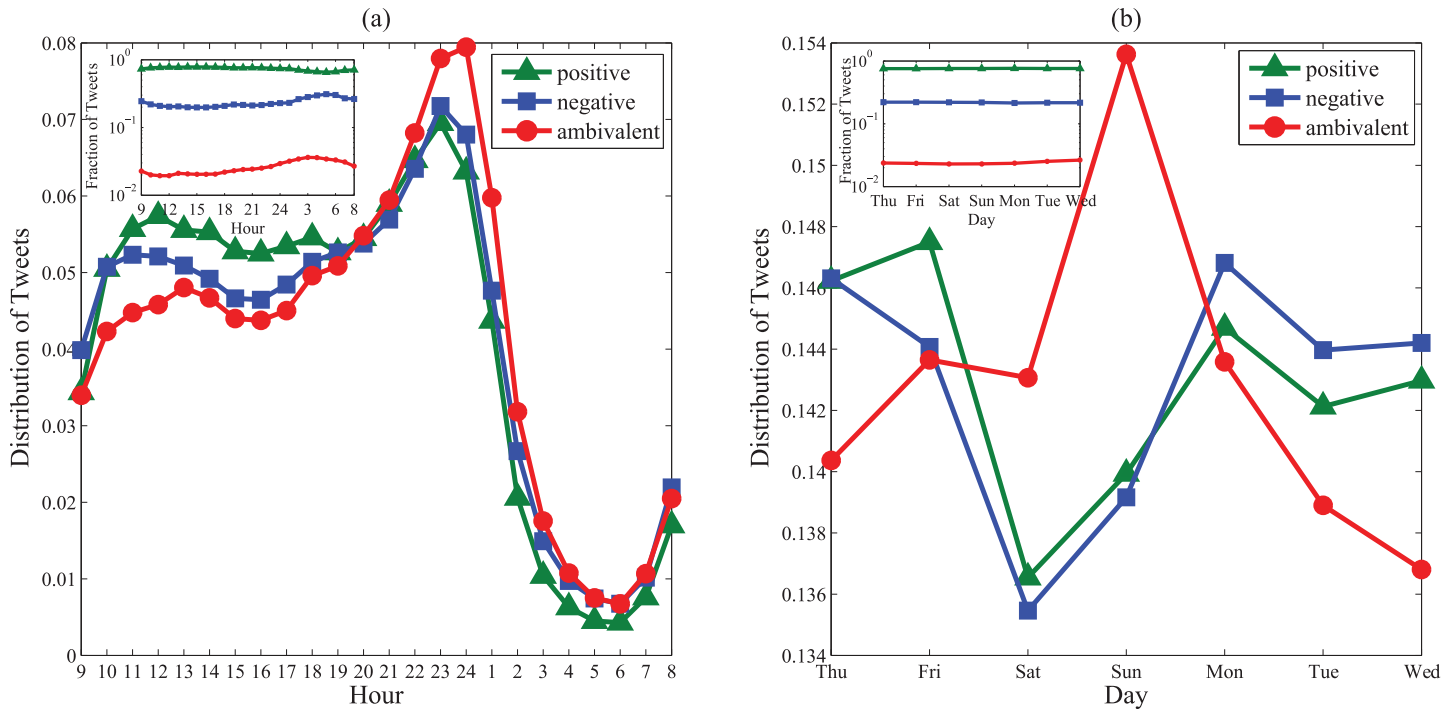 (a)
0.08
0.07
0.06
0.05
0.04
0.03
0.02
0.01
0
Distribution of Tweets
9 10 11 12 13 14 15 16 17 18 19 20 21 22 23 24 1 2 3 4 5 6 7 8
Hour
10^0
10^-1
10^-2
Fraction of Tweets
9 12 15 18 21 24 3 6 8
Hour
positive
negative
ambivalent
(b)
0.154
0.152
0.15
0.148
0.146
0.144
0.142
0.14
0.138
0.136
0.134
Distribution of Tweets
Thu Fri Sat Sun Mon Tue Wed
Day
10^0
10^-1
10^-2
Fraction of Tweets
Thu Fri Sat Sun Mon Tue Wed
Day
positive
negative
ambivalent